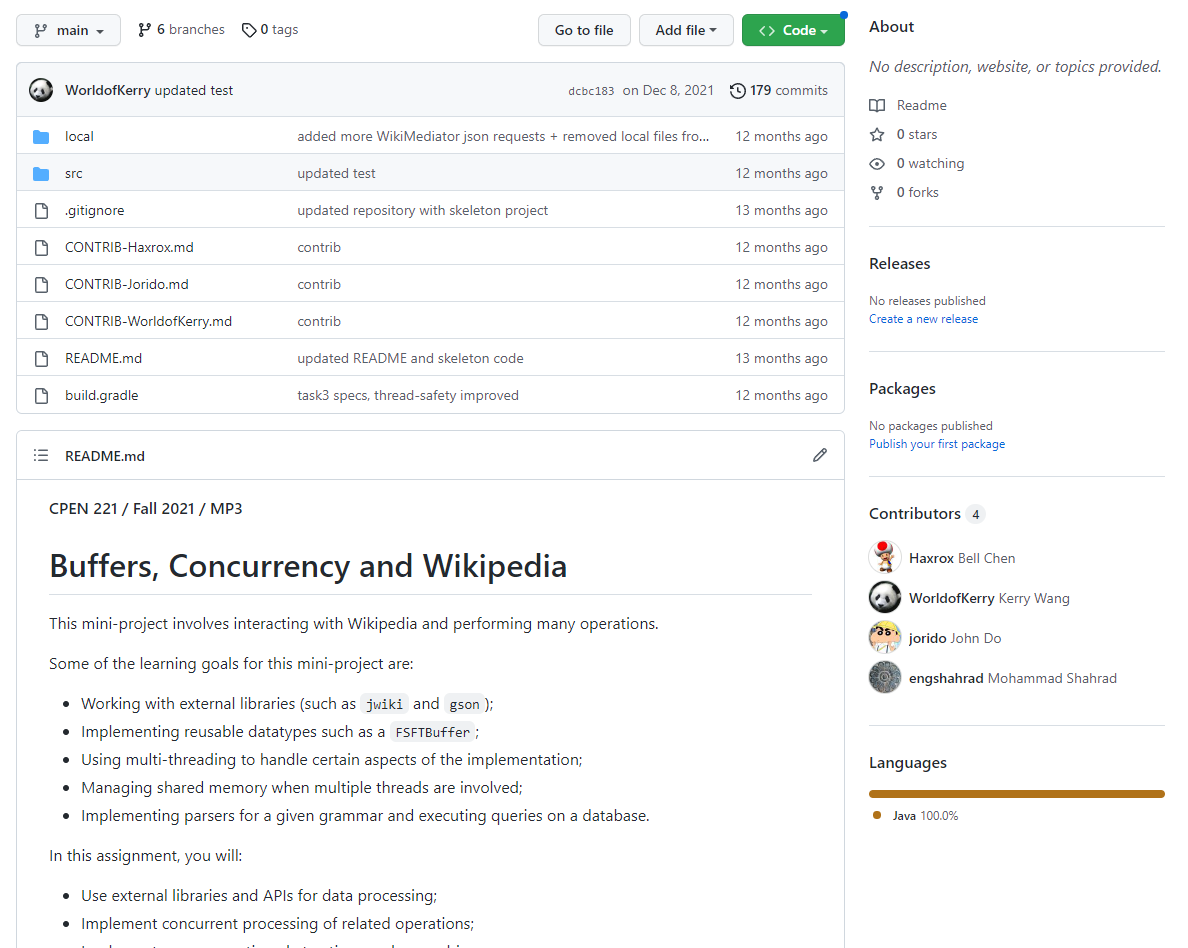 main
6 branches
0 tags
Go to file
Add file
Code
WorldofKerry updated test
dcbc183 on Dec 8, 2021
179 commits
local
added more WikiMediator json requests + removed local files fro...
12 months ago
src
updated test
12 months ago
.gitignore
updated repository with skeleton project
13 months ago
CONTRIB-Haxrox.md
contrib
12 months ago
CONTRIB-Jorido.md
contrib
12 months ago
CONTRIB-WorldofKerry.md
contrib
12 months ago
README.md
updated README and skeleton code
13 months ago
build.gradle
task3 specs, thread-safety improved
12 months ago
README.md
CPEN 221 / Fall 2021 / MP3
Buffers, Concurrency and Wikipedia
This mini-project involves interacting with Wikipedia and performing many operations.
Some of the learning goals for this mini-project are:
Working with external libraries (such as jwiki and gson);
Implementing reusable datatypes such as a FSFTBuffer;
Using multi-threading to handle certain aspects of the implementation;
Managing shared memory when multiple threads are involved;
Implementing parsers for a given grammar and executing queries on a database.
In this assignment, you will:
Use external libraries and APIs for data processing;
Implement concurrent processing of related operations;
About
No description, website, or topics provided.
Readme
0 stars
0 watching
0 forks
Releases
No releases published
Create a new release
Packages
No packages published
Publish your first package
Contributors 4
Haxrox Bell Chen
WorldofKerry Kerry Wang
jorido John Do
engshahrad Mohammad Shahrad
Languages
Java 100.0%